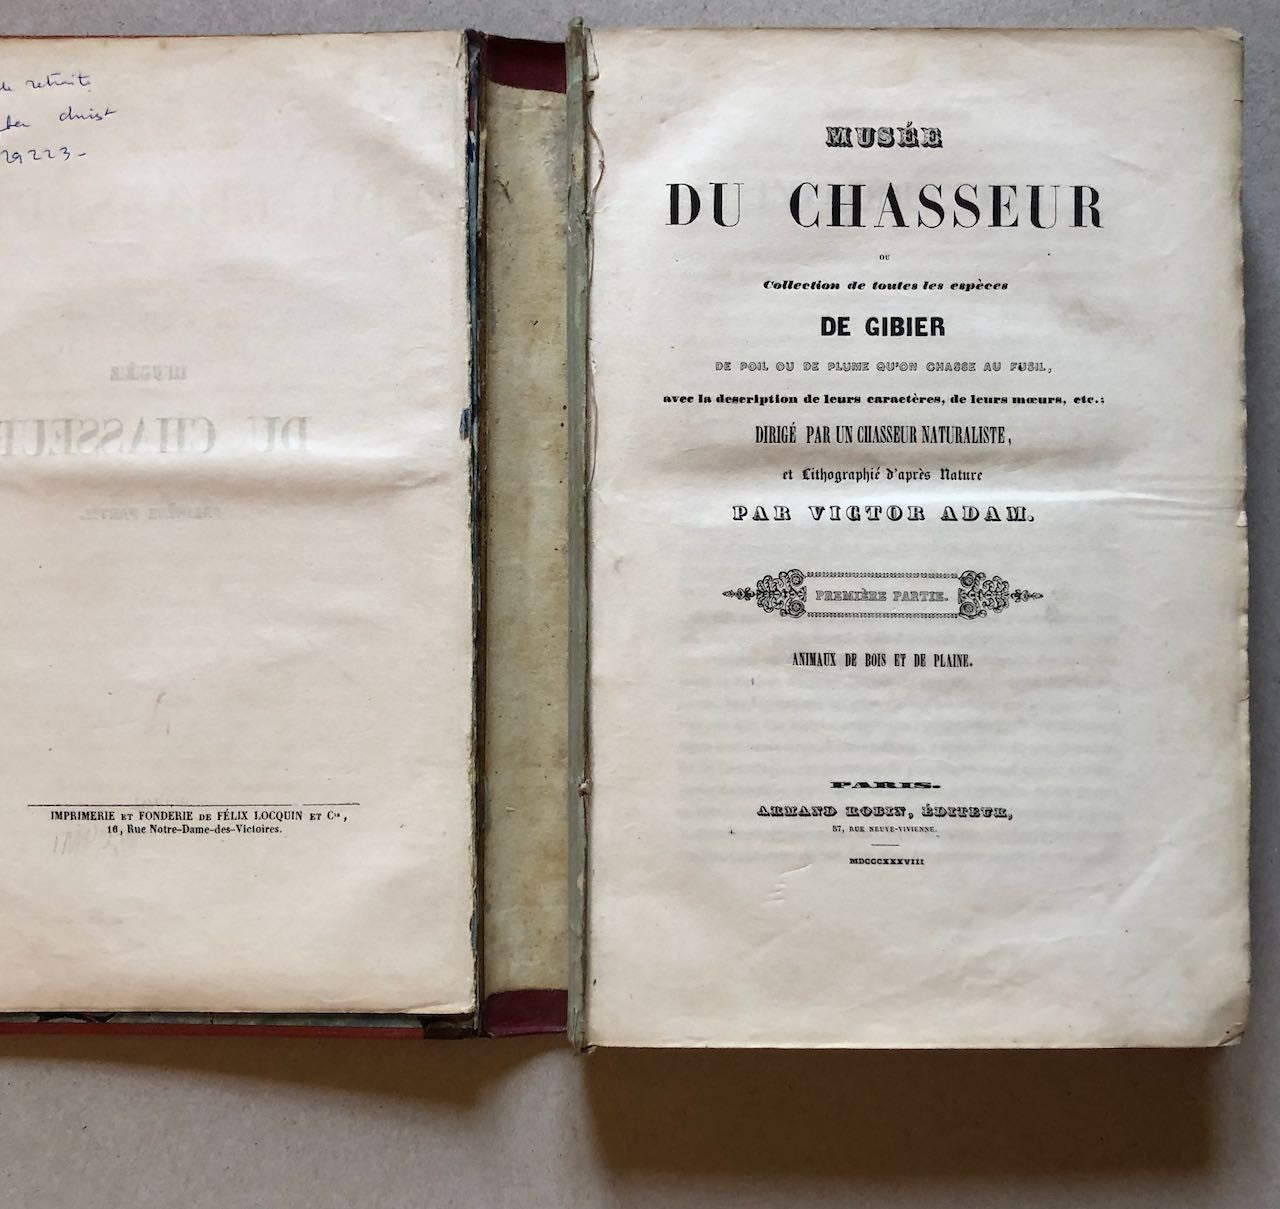 de retraite
29223-
IMPRIMERIE ET FONDERIE DE FÉLIX LOCQUIN ET Cie,
16, Rue Notre-Dame-des-Victoires.
MUSÉE
DU CHASSEUR
OU
Collection de toutes les espèces
DE GIBIER
DE POIL OU DE PLUME QU'ON CHASSE AU FUSIL,
avec la description de leurs caractères, de leurs mœurs, etc.;
DIRIGÉ PAR UN CHASSEUR NATURALISTE,
et Lithographié d'après Nature
PAR VICTOR ADAM.
PREMIÈRE PARTIE.
ANIMAUX DE BOIS ET DE PLAINE.
PARIS.
ARMAND ROBIN, ÉDITEUR,
57, RUE NEUVE-VIVIENNE.
MDCCCXXXVIII